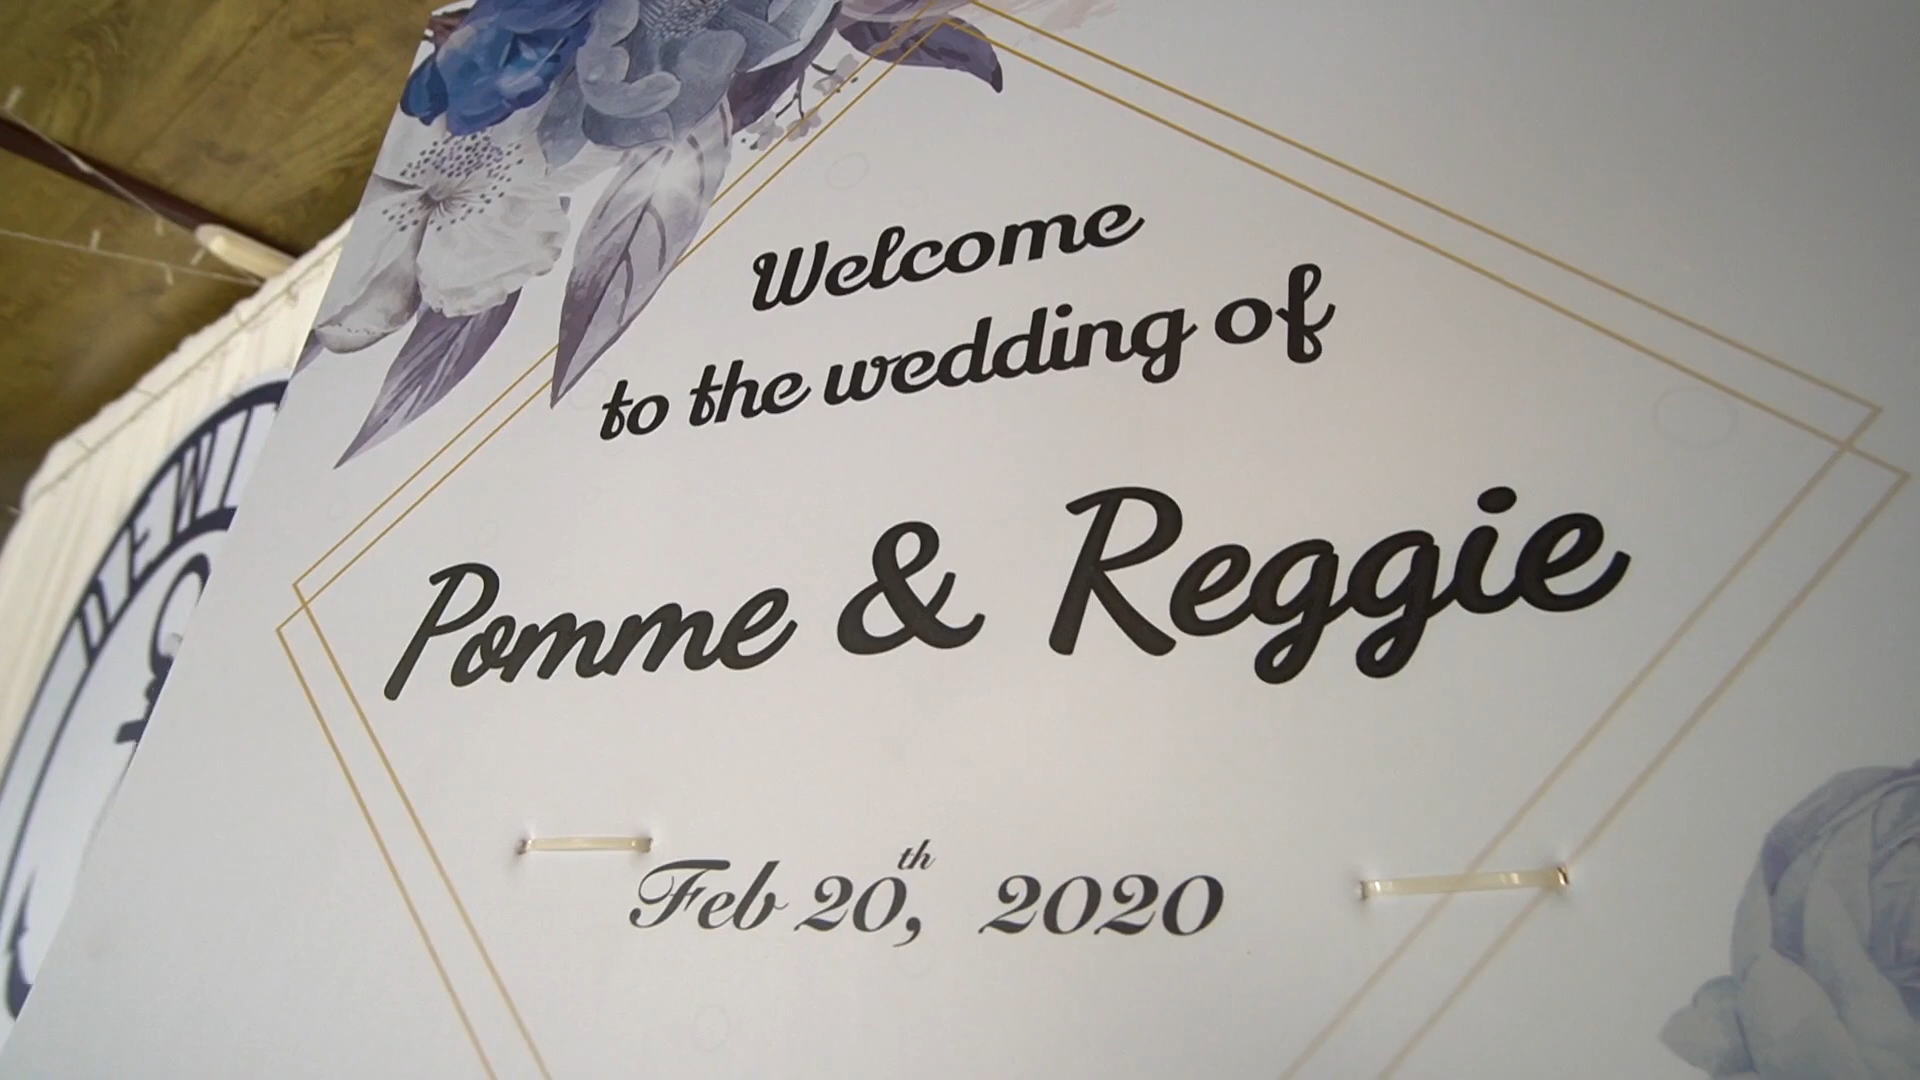 Welcome
to the wedding of
Pomme & Reggie
Feb 20th, 2020